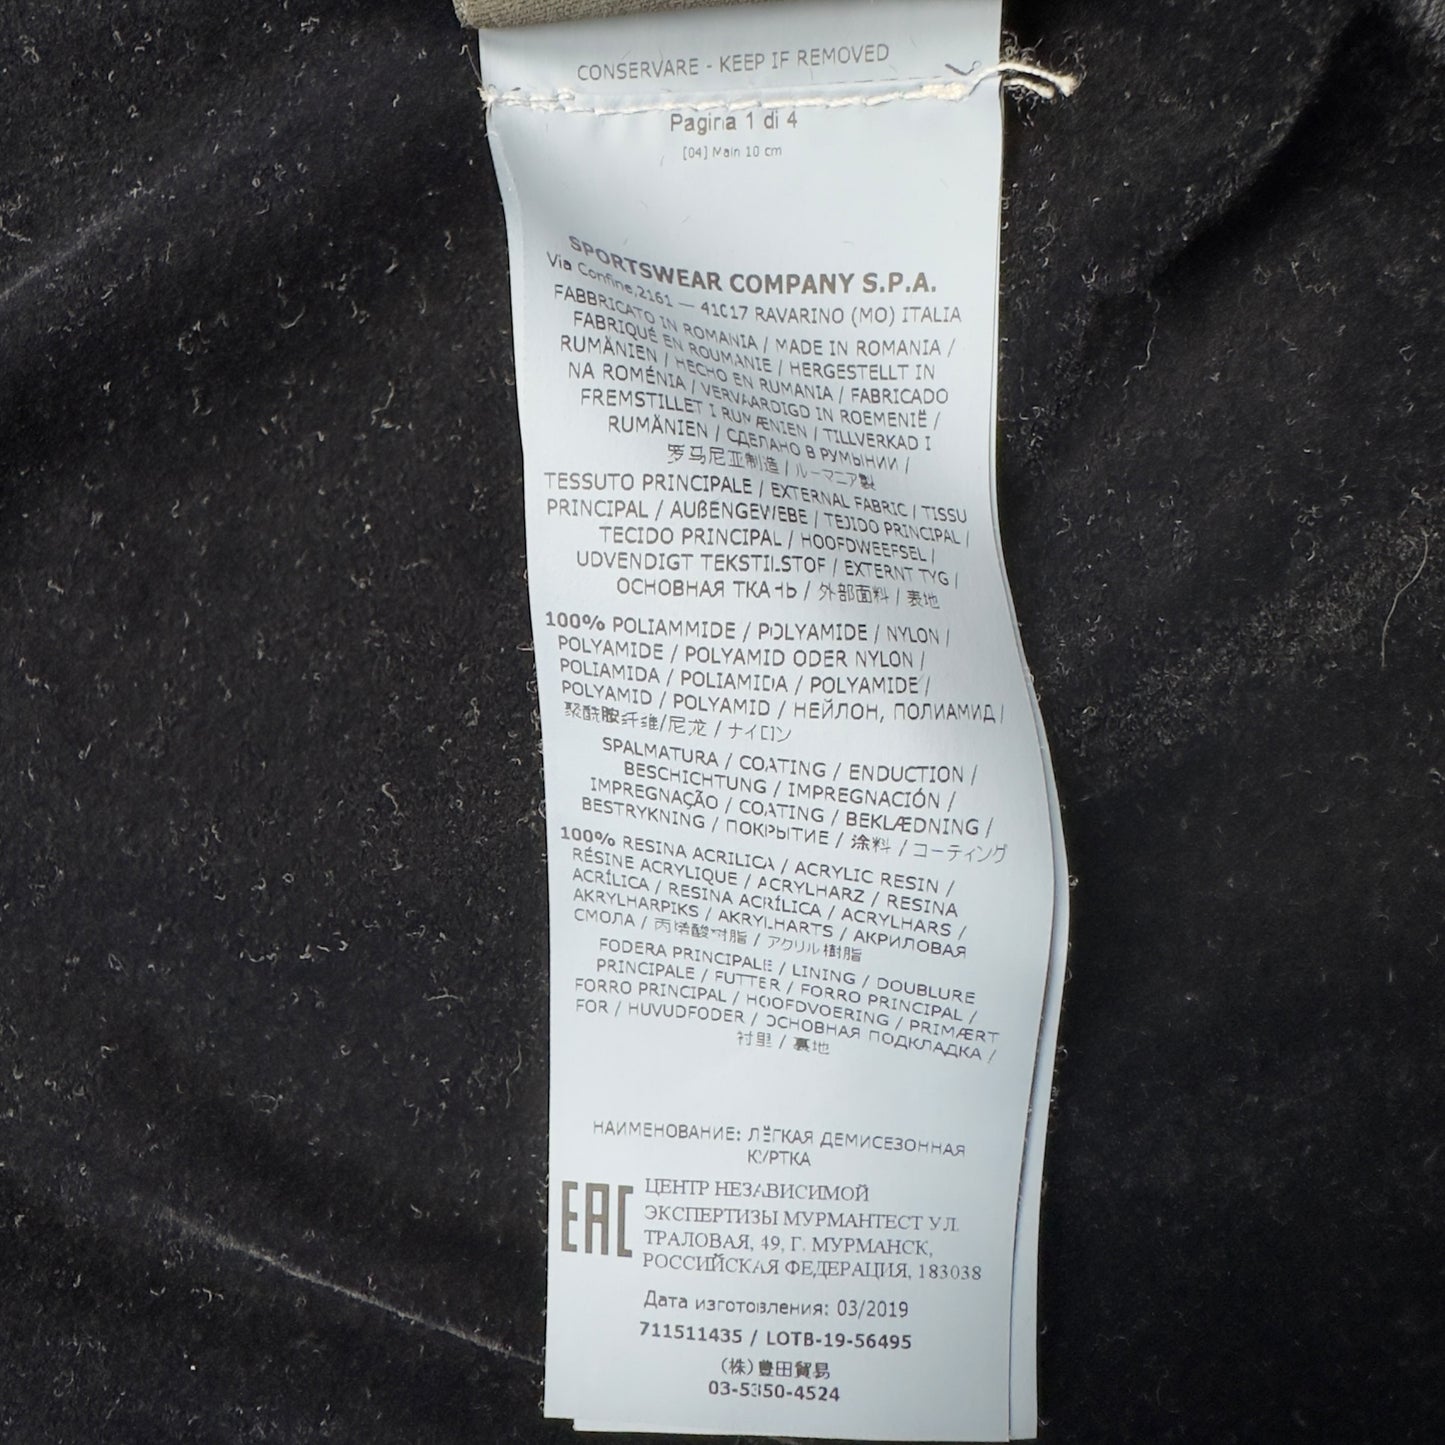 CONSERVARE - KEEP IF REMOVED
Pagina 1 di 4
[04] Main 10 cm
SPORTSWEAR COMPANY S.P.A.
Via Confine,2161 — 41017 RAVARINO (MO) ITALIA
FABBRICATO IN ROMANIA / MADE IN ROMANIA /
FABRIQUÉ EN ROUMANIE / HERGESTELLT IN
RUMÄNIEN / HECHO EN RUMANIA / FABRICADO
NA ROMÉNIA / VERVAARDIGD IN ROEMENIË /
FREMSTILLET I RUMÆNIEN / TILLVERKAD I
RUMÄNIEN / СДЕЛАНО В РУМЫНИИ /
罗马尼亚制造 / ルーマニア製
TESSUTO PRINCIPALE / EXTERNAL FABRIC / TISSU
PRINCIPAL / AUßENGEWEBE / TEJIDO PRINCIPAL /
TECIDO PRINCIPAL / HOOFDWEEFSEL /
UDVENDIGT TEKSTILSTOF / EXTERNT TYG /
ОСНОВНАЯ ТКАНЬ / 外部面料 / 表地
100% POLIAMMIDE / POLYAMIDE / NYLON /
POLYAMIDE / POLYAMID ODER NYLON /
POLIAMIDA / POLIAMIDA / POLYAMIDE /
POLYAMID / POLYAMID / НЕЙЛОН, ПОЛИАМИД /
聚酰胺纤维/尼龙 / ナイロン
SPALMATURA / COATING / ENDUCTION /
BESCHICHTUNG / IMPREGNACIÓN /
IMPREGNAÇÃO / COATING / BEKLÆDNING /
BESTRYKNING / ПОКРЫТИЕ / 涂料 / コーティング
100% RESINA ACRILICA / ACRYLIC RESIN /
RÉSINE ACRYLIQUE / ACRYLHARZ / RESINA
ACRÍLICA / RESINA ACRÍLICA / ACRYLHARS /
AKRYLHARPIKS / AKRYLHARTS / АКРИЛОВАЯ
СМОЛА / 丙烯酸树脂 / アクリル樹脂
FODERA PRINCIPALE / LINING / DOUBLURE
PRINCIPALE / FUTTER / FORRO PRINCIPAL /
FORRO PRINCIPAL / HOOFDVOERING / PRIMÆRT
FOR / HUVUDFODER / ОСНОВНАЯ ПОДКЛАДКА /
衬里 / 裏地
НАИМЕНОВАНИЕ: ЛЁГКАЯ ДЕМИСЕЗОННАЯ
КУРТКА
EAC
ЦЕНТР НЕЗАВИСИМОЙ
ЭКСПЕРТИЗЫ МУРМАНТЕСТ УЛ.
ТРАЛОВАЯ, 49, Г. МУРМАНСК,
РОССИЙСКАЯ ФЕДЕРАЦИЯ, 183038
Дата изготовления: 03/2019
711511435 / LOTB-19-56495
(株)豊田貿易
03-5350-4524